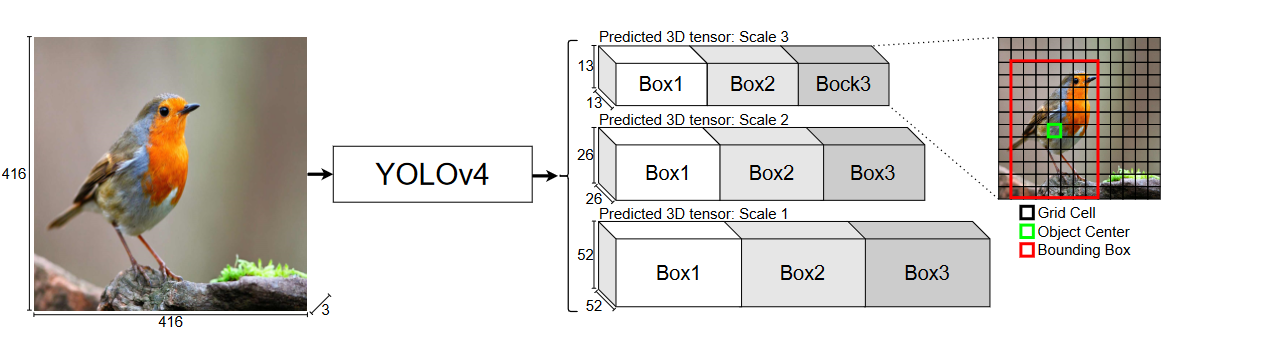 416
416
3
YOLOv4
Predicted 3D tensor: Scale 3
13
13
Box1
Box2
Bock3
Predicted 3D tensor: Scale 2
26
26
Box1
Box2
Box3
Predicted 3D tensor: Scale 1
52
52
Box1
Box2
Box3
Grid Cell
Object Center
Bounding Box